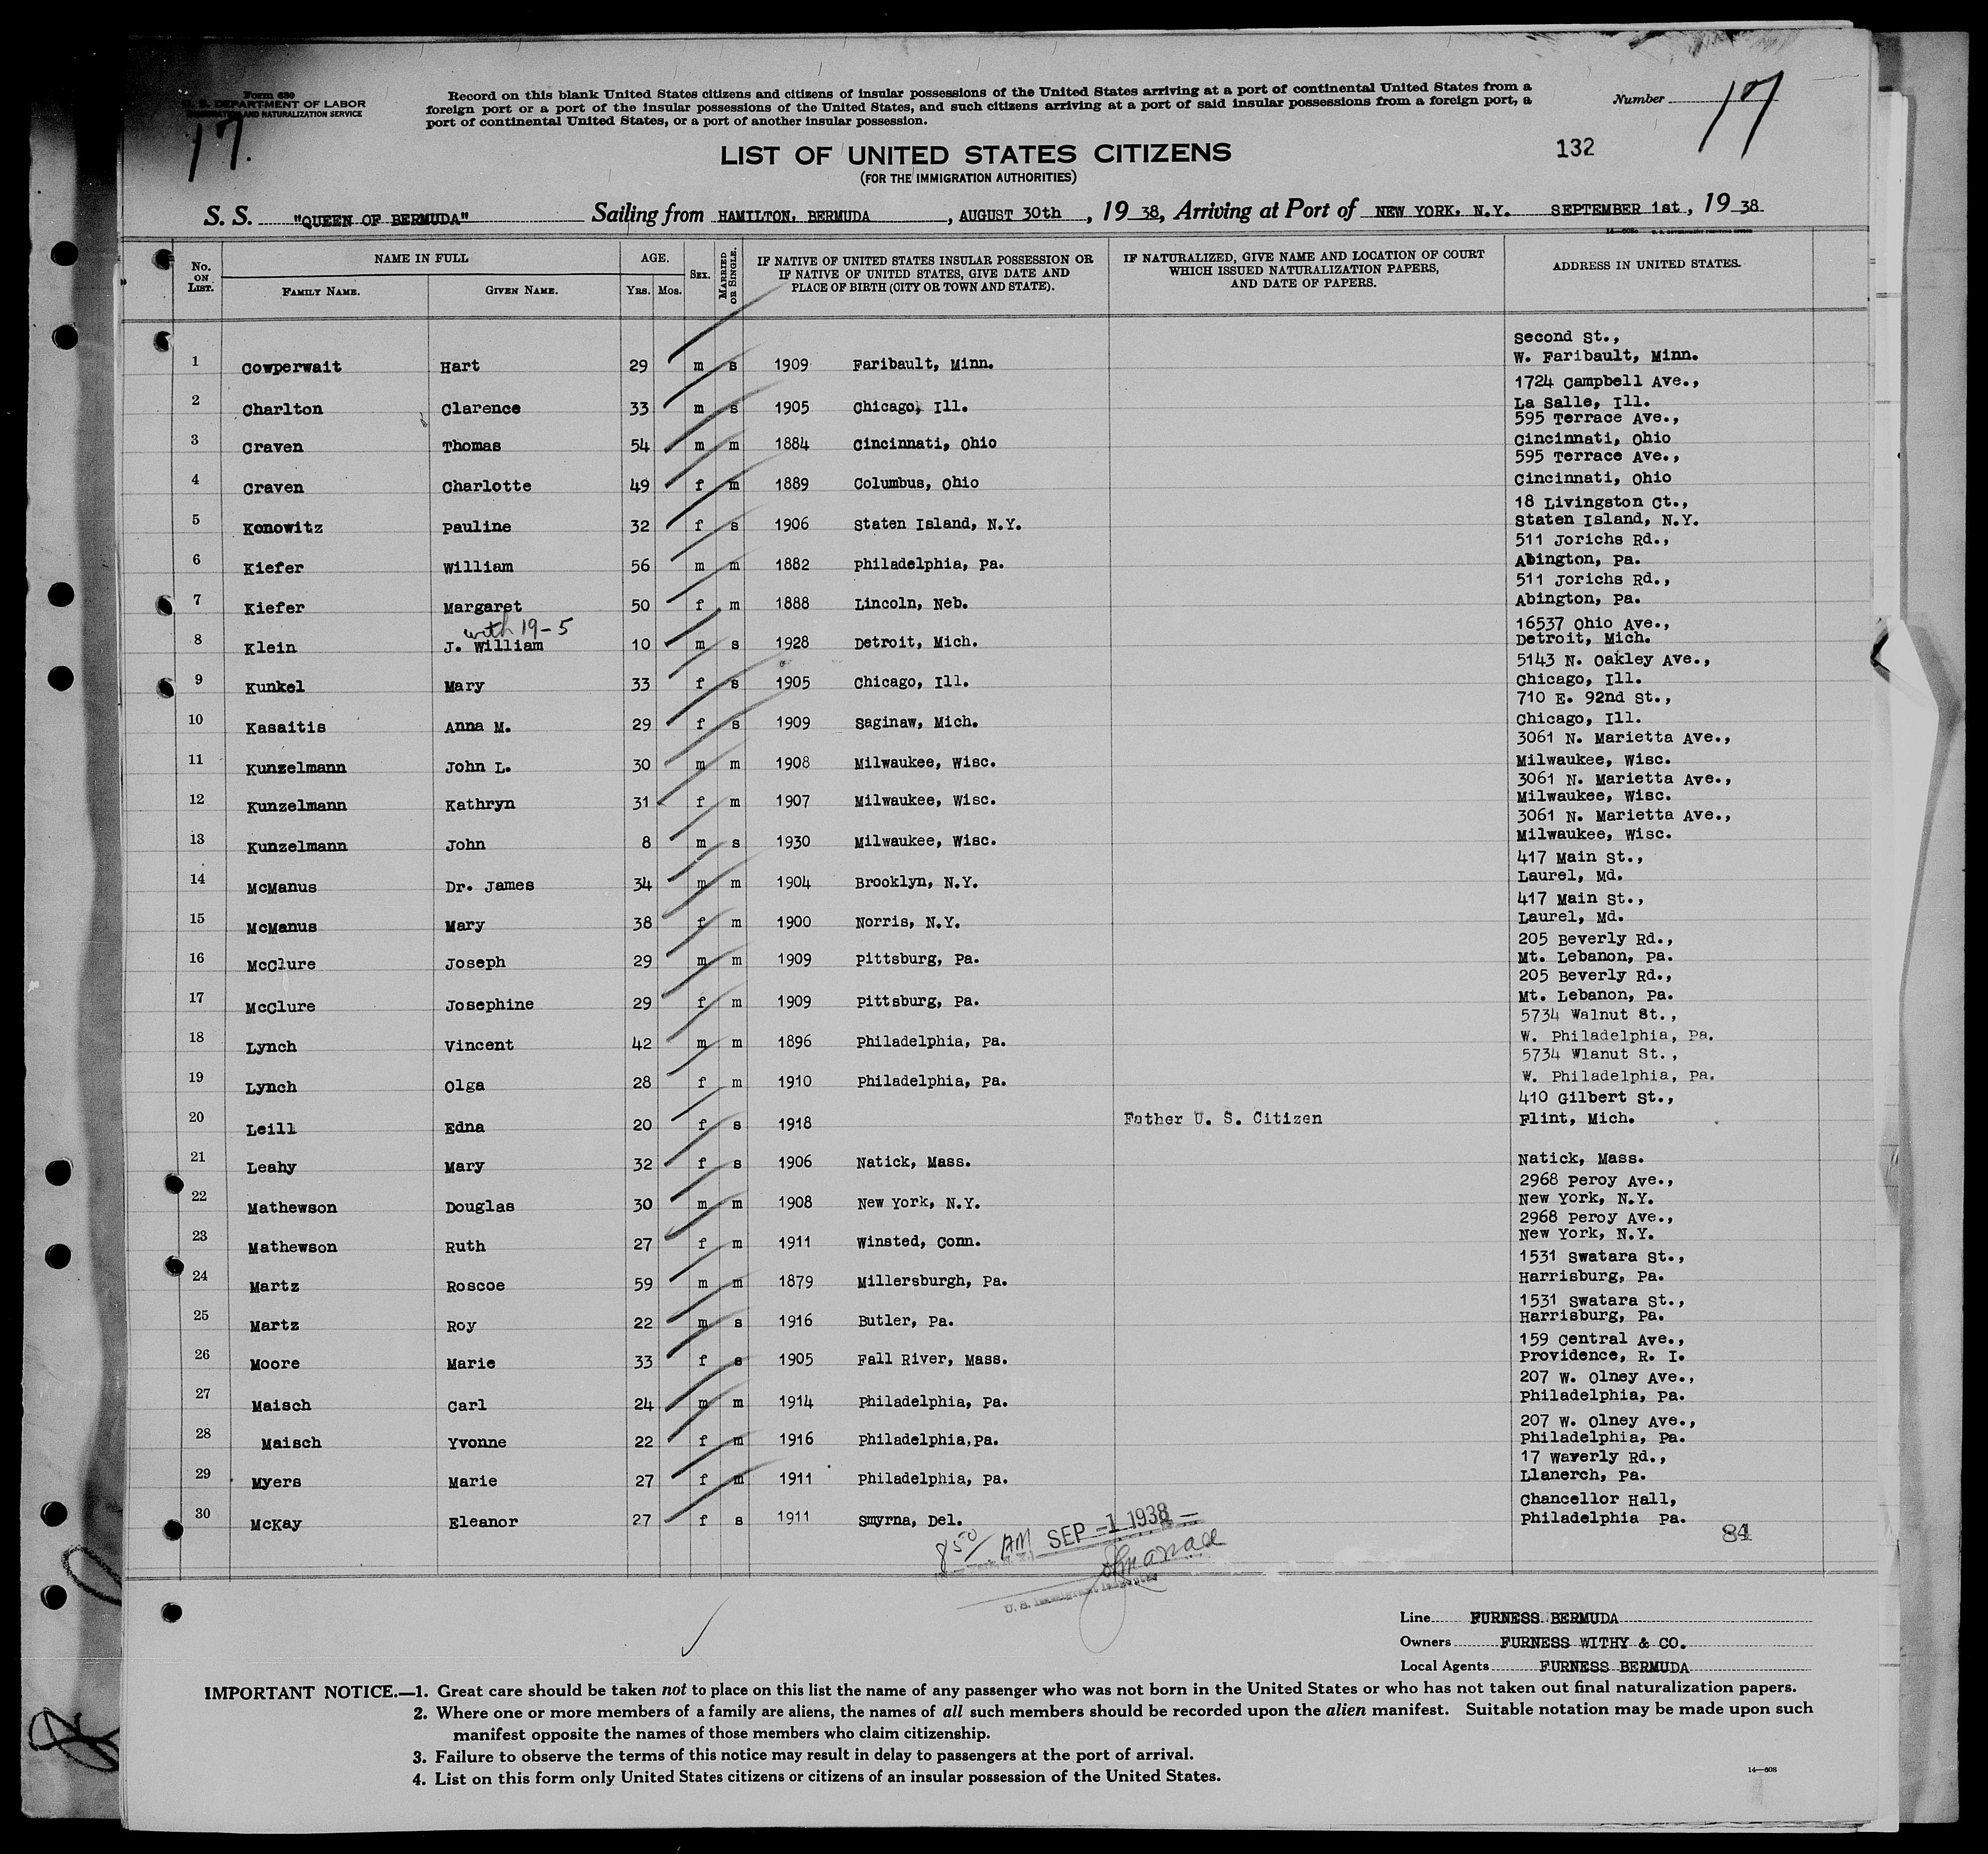 Form 630
U. S. DEPARTMENT OF LABOR
IMMIGRATION AND NATURALIZATION SERVICE
17.
Record on this blank United States citizens and citizens of insular possessions of the United States arriving at a port of continental United States from a
foreign port or a port of the insular possessions of the United States, and such citizens arriving at a port of said insular possessions from a foreign port, a
port of continental United States, or a port of another insular possession.
Number 17
LIST OF UNITED STATES CITIZENS
132
(FOR THE IMMIGRATION AUTHORITIES)
S. S. "QUEEN OF BERMUDA" Sailing from HAMILTON, BERMUDA, AUGUST 30th, 1938, Arriving at Port of NEW YORK, N.Y. SEPTEMBER 1st, 1938
No. ON LIST. NAME IN FULL AGE. SEX. MARRIED OR SINGLE. IF NATIVE OF UNITED STATES INSULAR POSSESSION OR IF NATIVE OF UNITED STATES, GIVE DATE AND PLACE OF BIRTH (CITY OR TOWN AND STATE). IF NATURALIZED, GIVE NAME AND LOCATION OF COURT WHICH ISSUED NATURALIZATION PAPERS, AND DATE OF PAPERS. ADDRESS IN UNITED STATES.
FAMILY NAME. GIVEN NAME. YRS. MOS.
1 Cowperwait Hart 29 m s 1909 Faribault, Minn. Second St., W. Faribault, Minn.
2 Charlton Clarence 33 m s 1905 Chicago, Ill. 1724 Campbell Ave., La Salle, Ill.
3 Craven Thomas 54 m m 1884 Cincinnati, Ohio 595 Terrace Ave., Cincinnati, Ohio
4 Craven Charlotte 49 f m 1889 Columbus, Ohio 595 Terrace Ave., Cincinnati, Ohio
5 Konowitz Pauline 32 f s 1906 Staten Island, N.Y. 18 Livingston Ct., Staten Island, N.Y.
6 Kiefer William 56 m m 1882 Philadelphia, Pa. 511 Jorichs Rd., Abington, Pa.
7 Kiefer Margaret 50 f m 1888 Lincoln, Neb. 511 Jorichs Rd., Abington, Pa.
with 19-5
8 Klein J. William 10 m s 1928 Detroit, Mich. 16537 Ohio Ave., Detroit, Mich.
9 Kunkel Mary 33 f s 1905 Chicago, Ill. 5143 N. Oakley Ave., Chicago, Ill.
10 Kasaitis Anna M. 29 f s 1909 Saginaw, Mich. 710 E. 92nd St., Chicago, Ill.
11 Kunzelmann John L. 30 m m 1908 Milwaukee, Wisc. 3061 N. Marietta Ave., Milwaukee, Wisc.
12 Kunzelmann Kathryn 31 f m 1907 Milwaukee, Wisc. 3061 N. Marietta Ave., Milwaukee, Wisc.
13 Kunzelmann John 8 m s 1930 Milwaukee, Wisc. 3061 N. Marietta Ave., Milwaukee, Wisc.
14 McManus Dr. James 34 m m 1904 Brooklyn, N.Y. 417 Main St., Laurel, Md.
15 McManus Mary 38 f m 1900 Norris, N.Y. 417 Main St., Laurel, Md.
16 McClure Joseph 29 m m 1909 Pittsburg, Pa. 205 Beverly Rd., Mt. Lebanon, Pa.
17 McClure Josephine 29 f m 1909 Pittsburg, Pa. 205 Beverly Rd., Mt. Lebanon, Pa.
18 Lynch Vincent 42 m m 1896 Philadelphia, Pa. 5734 Walnut St., W. Philadelphia, Pa.
19 Lynch Olga 28 f m 1910 Philadelphia, Pa. 5734 Wlanut St., W. Philadelphia, Pa.
20 Leill Edna 20 f s 1918 Father U. S. Citizen 410 Gilbert St., Flint, Mich.
21 Leahy Mary 32 f s 1906 Natick, Mass. Natick, Mass.
22 Mathewson Douglas 30 m m 1908 New York, N.Y. 2968 Peroy Ave., New York, N.Y.
23 Mathewson Ruth 27 f m 1911 Winsted, Conn. 2968 Peroy Ave., New York, N.Y.
24 Martz Roscoe 59 m m 1879 Millersburgh, Pa. 1531 Swatara St., Harrisburg, Pa.
25 Martz Roy 22 m s 1916 Butler, Pa. 1531 Swatara St., Harrisburg, Pa.
26 Moore Marie 33 f s 1905 Fall River, Mass. 159 Central Ave., Providence, R. I.
27 Maisch Carl 24 m m 1914 Philadelphia, Pa. 207 W. Olney Ave., Philadelphia, Pa.
28 Maisch Yvonne 22 f m 1916 Philadelphia,Pa. 207 W. Olney Ave., Philadelphia, Pa.
29 Myers Marie 27 f m 1911 Philadelphia, Pa. 17 Waverly Rd., Llanerch, Pa.
30 McKay Eleanor 27 f s 1911 Smyrna, Del. Chancellor Hall, Philadelphia Pa.
84
850 AM SEP -1 1938
U. S. Immigrant Inspector
Line FURNESS BERMUDA
Owners FURNESS WITHY & CO.
Local Agents FURNESS BERMUDA
IMPORTANT NOTICE.—1. Great care should be taken not to place on this list the name of any passenger who was not born in the United States or who has not taken out final naturalization papers.
2. Where one or more members of a family are aliens, the names of all such members should be recorded upon the alien manifest. Suitable notation may be made upon such
manifest opposite the names of those members who claim citizenship.
3. Failure to observe the terms of this notice may result in delay to passengers at the port of arrival.
4. List on this form only United States citizens or citizens of an insular possession of the United States.
14—608